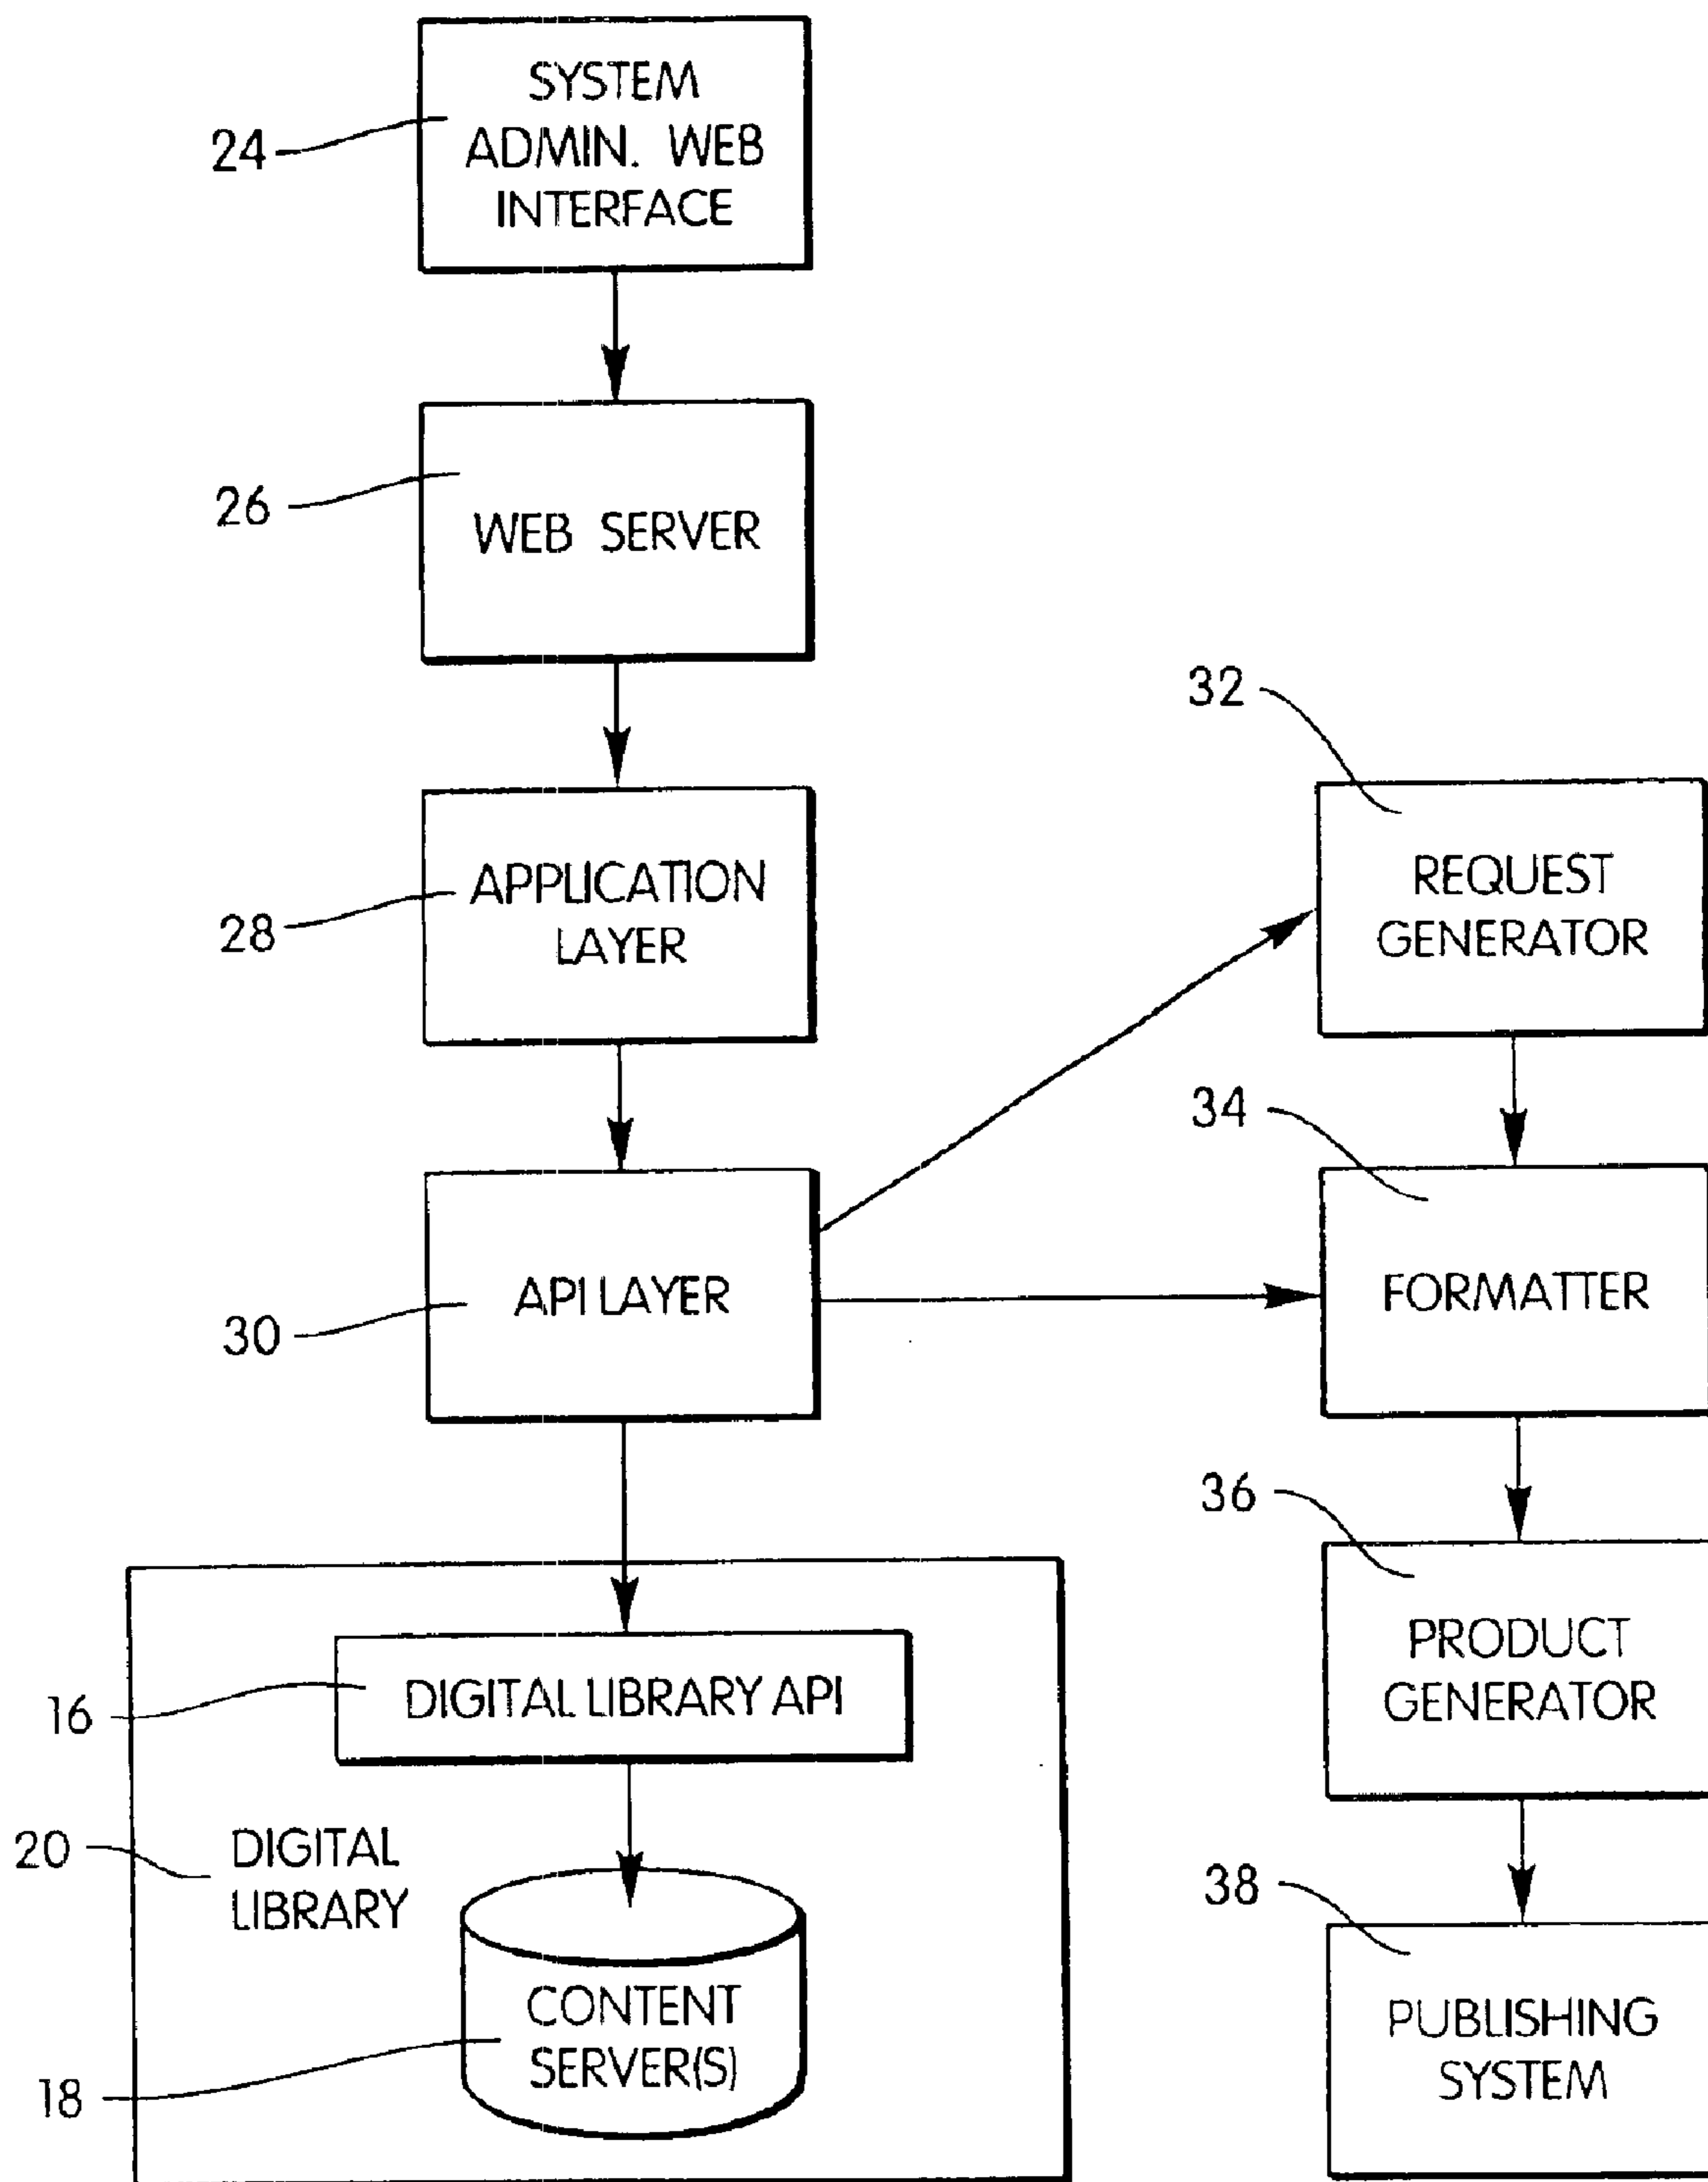 SYSTEM
ADMIN. WEB
INTERFACE
24
WEB SERVER
26
APPLICATION
LAYER
28
API LAYER
30
DIGITAL LIBRARY API
16
20
DIGITAL
LIBRARY
CONTENT
SERVER(S)
18
32
REQUEST
GENERATOR
34
FORMATTER
36
PRODUCT
GENERATOR
38
PUBLISHING
SYSTEM